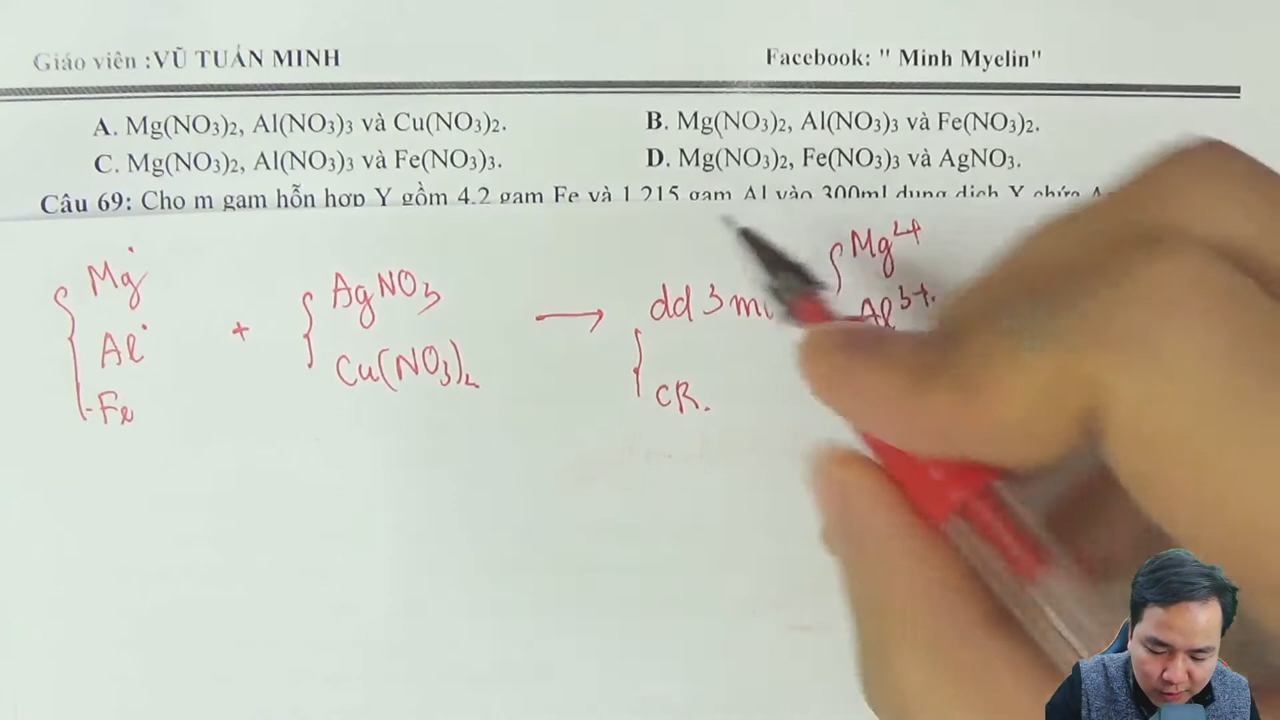 Giáo viên :VŨ TUẤN MINH Facebook: " Minh Myelin"
A. Mg(NO3)2, Al(NO3)3 và Cu(NO3)2. B. Mg(NO3)2, Al(NO3)3 và Fe(NO3)2.
C. Mg(NO3)2, Al(NO3)3 và Fe(NO3)3. D. Mg(NO3)2, Fe(NO3)3 và AgNO3.
Câu 69: Cho m gam hỗn hợp Y gồm 4,2 gam Fe và 1,215 gam Al vào 300ml dung dịch Y chứa
Mg + AgNO3 → dd 3 Mg2+
Al Cu(NO3)2 Al3+
Fe CR.